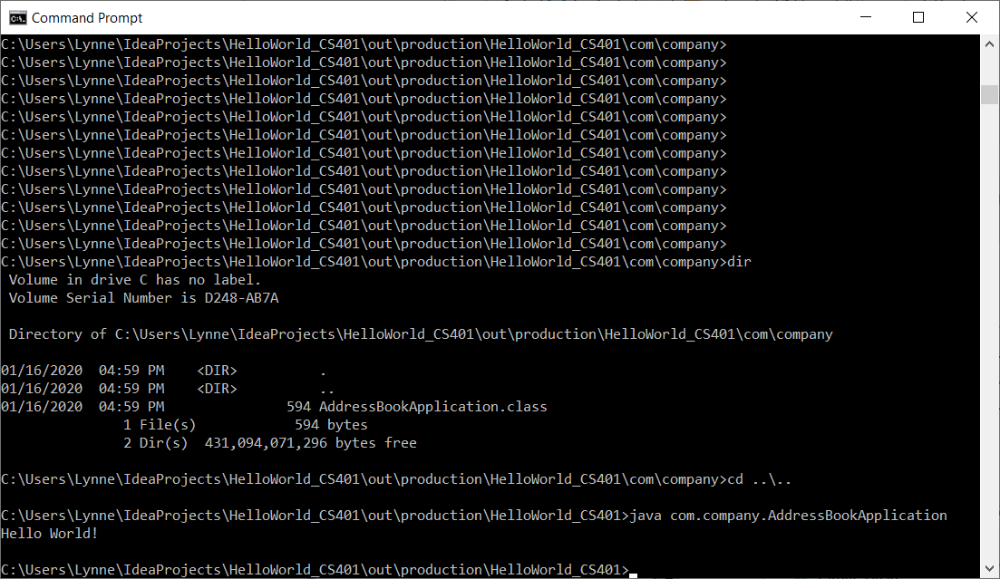 Command Prompt
C:\Users\Lynne\IdeaProjects\HelloWorld_CS401\out\production\HelloWorld_CS401\com\company>
C:\Users\Lynne\IdeaProjects\HelloWorld_CS401\out\production\HelloWorld_CS401\com\company>
C:\Users\Lynne\IdeaProjects\HelloWorld_CS401\out\production\HelloWorld_CS401\com\company>
C:\Users\Lynne\IdeaProjects\HelloWorld_CS401\out\production\HelloWorld_CS401\com\company>
C:\Users\Lynne\IdeaProjects\HelloWorld_CS401\out\production\HelloWorld_CS401\com\company>
C:\Users\Lynne\IdeaProjects\HelloWorld_CS401\out\production\HelloWorld_CS401\com\company>
C:\Users\Lynne\IdeaProjects\HelloWorld_CS401\out\production\HelloWorld_CS401\com\company>
C:\Users\Lynne\IdeaProjects\HelloWorld_CS401\out\production\HelloWorld_CS401\com\company>
C:\Users\Lynne\IdeaProjects\HelloWorld_CS401\out\production\HelloWorld_CS401\com\company>
C:\Users\Lynne\IdeaProjects\HelloWorld_CS401\out\production\HelloWorld_CS401\com\company>
C:\Users\Lynne\IdeaProjects\HelloWorld_CS401\out\production\HelloWorld_CS401\com\company>
C:\Users\Lynne\IdeaProjects\HelloWorld_CS401\out\production\HelloWorld_CS401\com\company>
C:\Users\Lynne\IdeaProjects\HelloWorld_CS401\out\production\HelloWorld_CS401\com\company>dir
 Volume in drive C has no label.
 Volume Serial Number is D248-AB7A

 Directory of C:\Users\Lynne\IdeaProjects\HelloWorld_CS401\out\production\HelloWorld_CS401\com\company

01/16/2020  04:59 PM    <DIR>          .
01/16/2020  04:59 PM    <DIR>          ..
01/16/2020  04:59 PM               594 AddressBookApplication.class
               1 File(s)            594 bytes
               2 Dir(s)  431,094,071,296 bytes free

C:\Users\Lynne\IdeaProjects\HelloWorld_CS401\out\production\HelloWorld_CS401\com\company>cd ..\..

C:\Users\Lynne\IdeaProjects\HelloWorld_CS401\out\production\HelloWorld_CS401>java com.company.AddressBookApplication
Hello World!

C:\Users\Lynne\IdeaProjects\HelloWorld_CS401\out\production\HelloWorld_CS401>